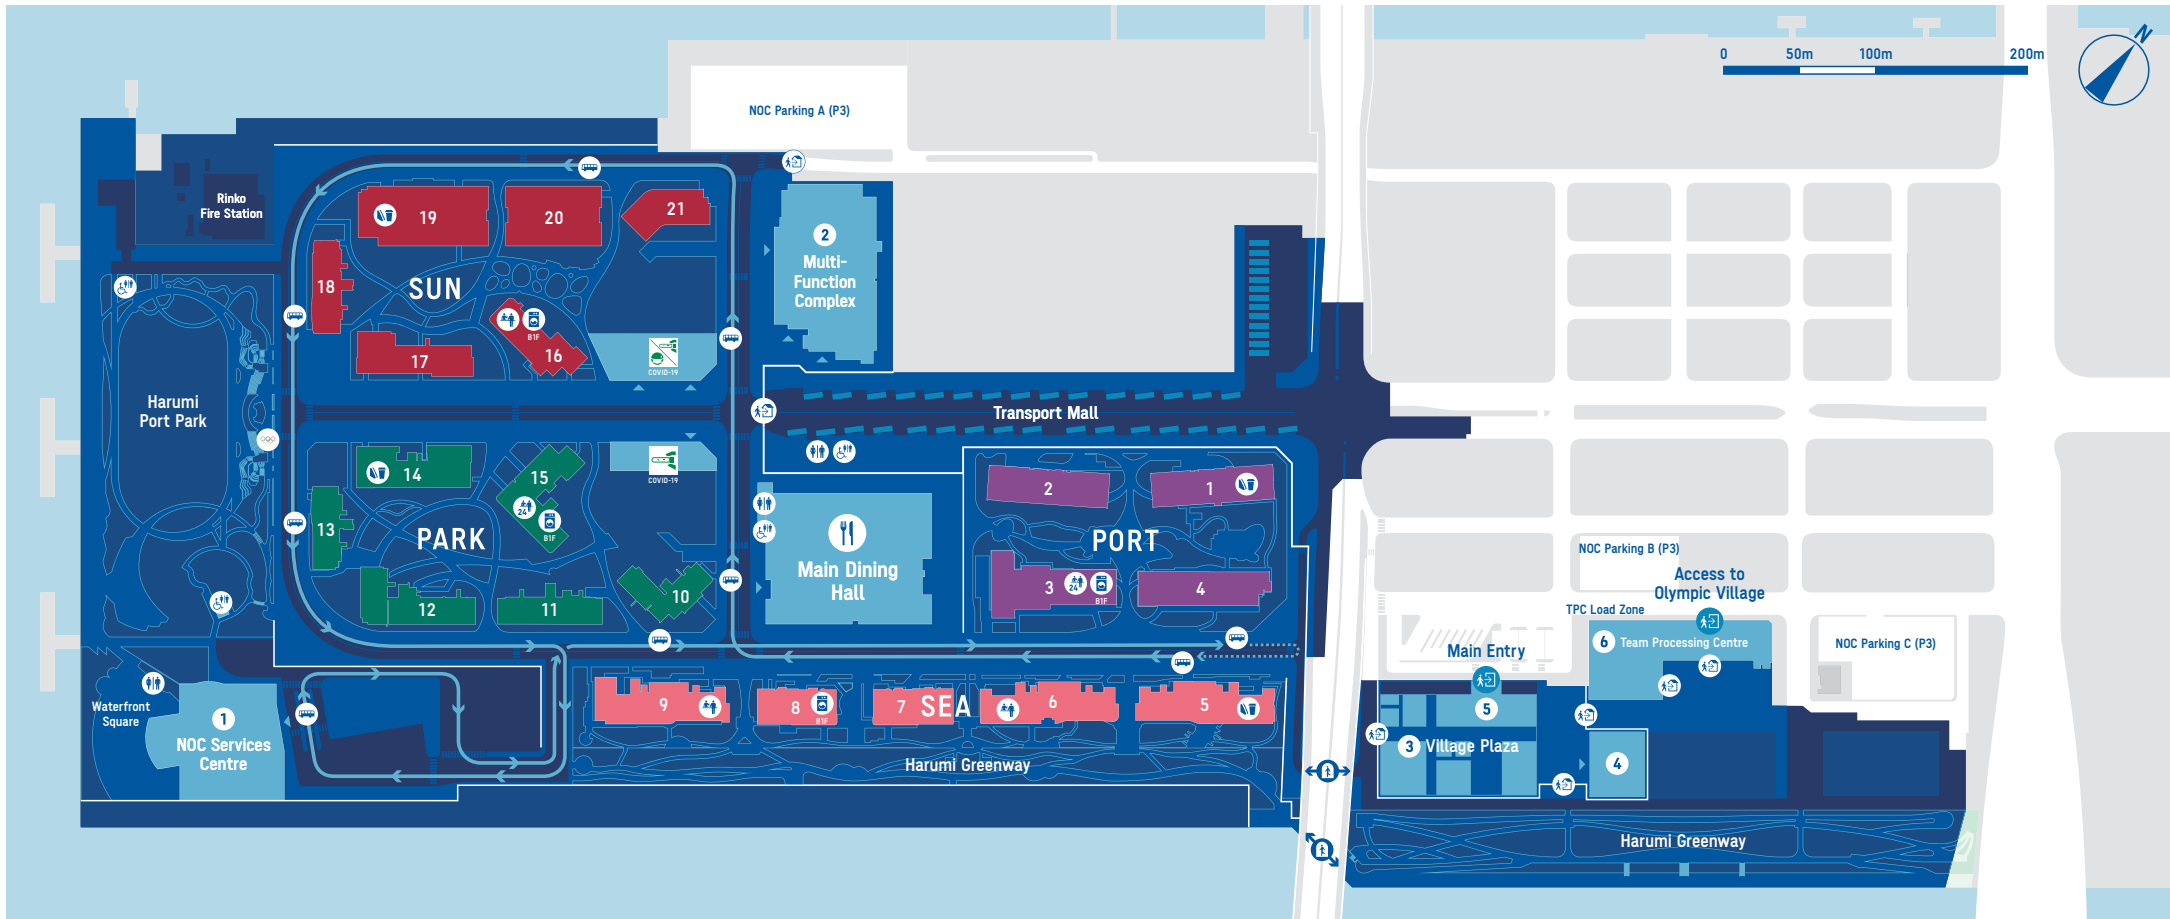 N
0 50m 100m 200m
NOC Parking A (P3)
Rinko
Fire Station
19
20
21
2
Multi-
Function
Complex
18
SUN
B1F
16
17
COVID-19
Harumi
Port Park
Transport Mall
14
15
COVID-19
24
B1F
13
PARK
12
11
10
Main Dining
Hall
2
1
PORT
3
24
B1F
4
NOC Parking B (P3)
Access to
Olympic Village
TPC Load Zone
6 Team Processing Centre
NOC Parking C (P3)
Main Entry
5
3 Village Plaza
4
Waterfront
Square
1
NOC Services
Centre
9
8
B1F
7
SEA
6
5
Harumi Greenway
Harumi Greenway